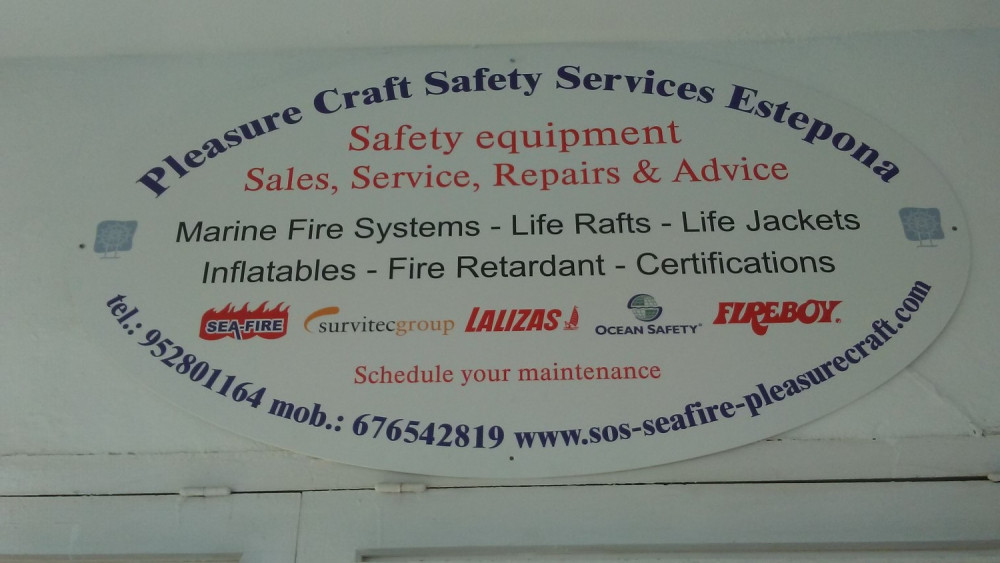 Pleasure Craft Safety Services Estepona
Safety equipment
Sales, Service, Repairs & Advice
Marine Fire Systems - Life Rafts - Life Jackets
Inflatables - Fire Retardant - Certifications
SEA-FIRE survitecgroup LALIZAS OCEAN SAFETY® FIREBOY®
Schedule your maintenance
tel.: 952801164 mob.: 676542819 www.sos-seafire-pleasurecraft.com